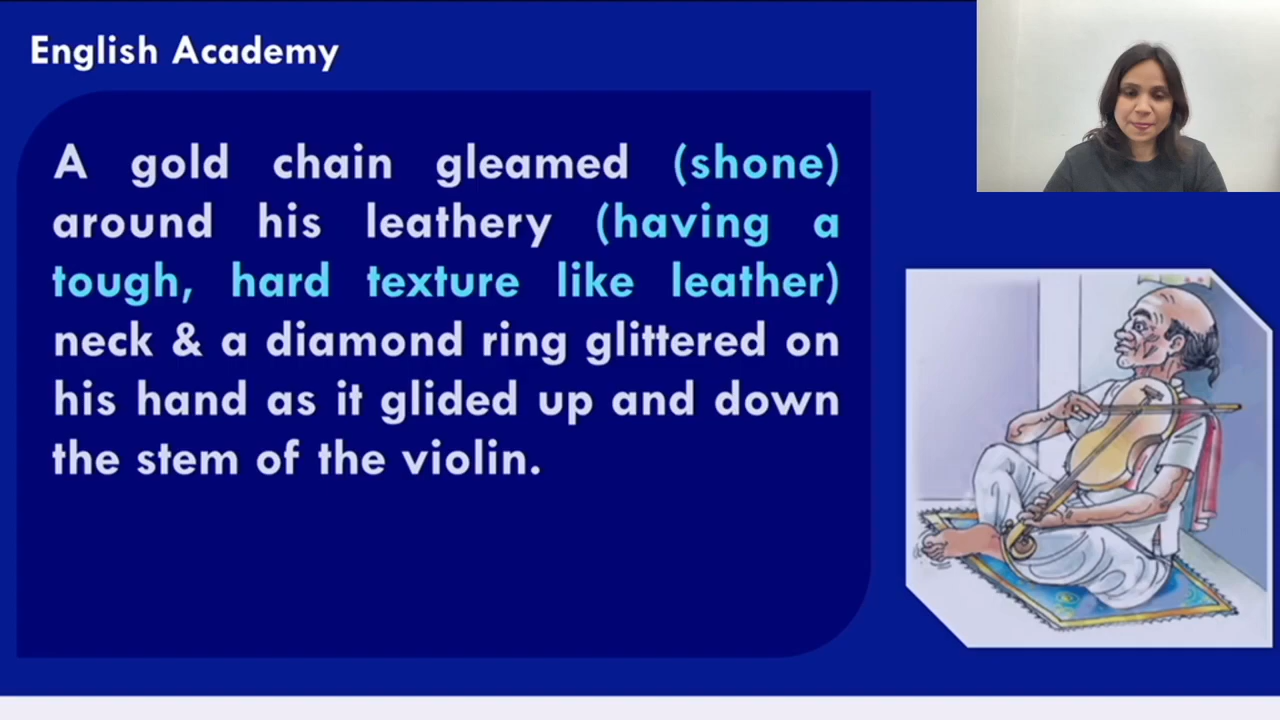 English Academy
A gold chain gleamed (shone)
around his leathery (having a
tough, hard texture like leather)
neck & a diamond ring glittered on
his hand as it glided up and down
the stem of the violin.